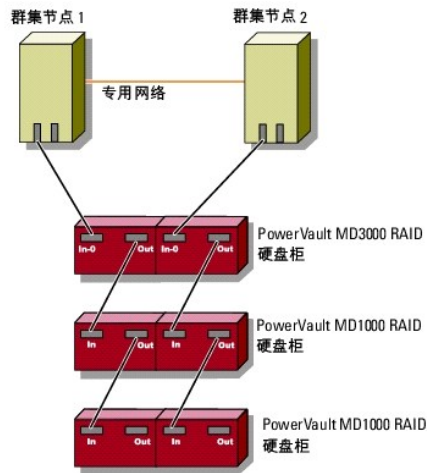 群集节点 1
群集节点 2
专用网络
In-0
Out
In-0
Out
PowerVault MD3000 RAID
硬盘柜
In
Out
In
Out
PowerVault MD1000 RAID
硬盘柜
In
Out
In
Out
PowerVault MD1000 RAID
硬盘柜